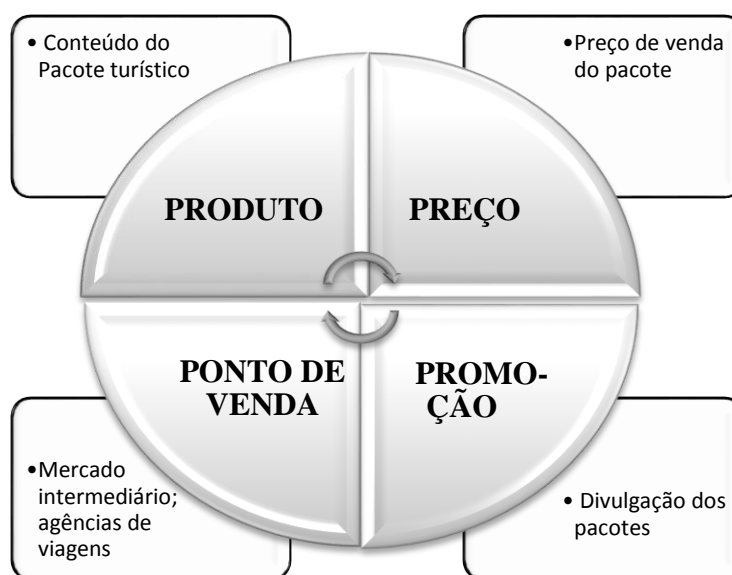 • Conteúdo do
Pacote turístico
•Preço de venda
do pacote
PRODUTO
PREÇO
PONTO DE
VENDA
PROMO-
ÇÃO
•Mercado
intermediário;
agências de
viagens
• Divulgação dos
pacotes